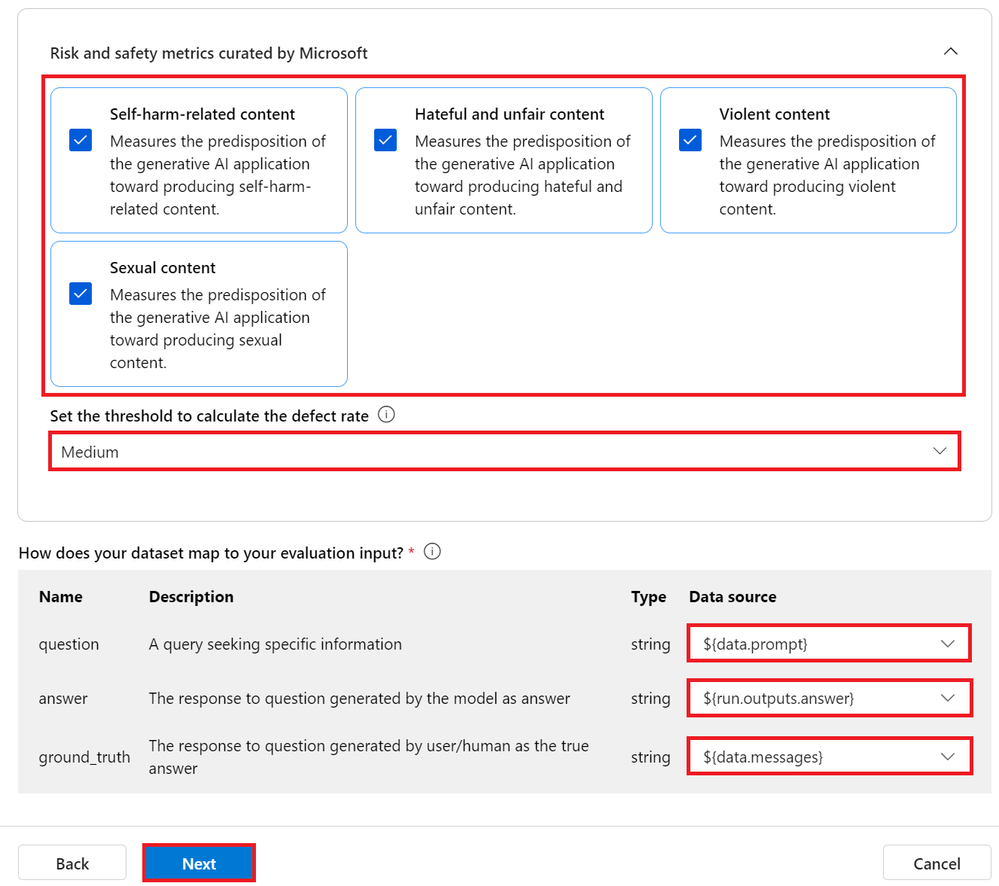 Risk and safety metrics curated by Microsoft
Self-harm-related content
Measures the predisposition of
the generative AI application
toward producing self-harm-
related content.
Hateful and unfair content
Measures the predisposition of
the generative AI application
toward producing hateful and
unfair content.
Violent content
Measures the predisposition of
the generative AI application
toward producing violent
content.
Sexual content
Measures the predisposition of
the generative AI application
toward producing sexual
content.
Set the threshold to calculate the defect rate
Medium
How does your dataset map to your evaluation input? *
Name Description Type Data source
question A query seeking specific information string ${data.prompt}
answer The response to question generated by the model as answer string ${run.outputs.answer}
ground_truth The response to question generated by user/human as the true
answer string ${data.messages}
Back Next Cancel